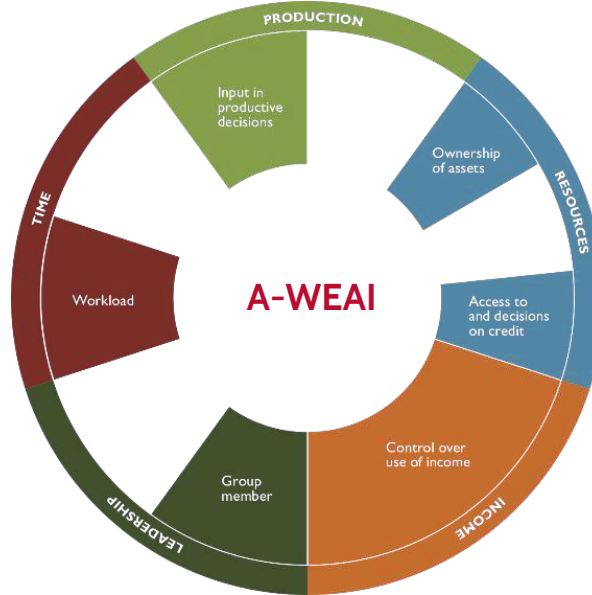 PRODUCTION
Input in
productive
decisions
Ownership
of assets
RESOURCES
TIME
Workload
A-WEAI
Access to
and decisions
on credit
Control over
use of income
Group
member
LEADERSHIP
INCOME